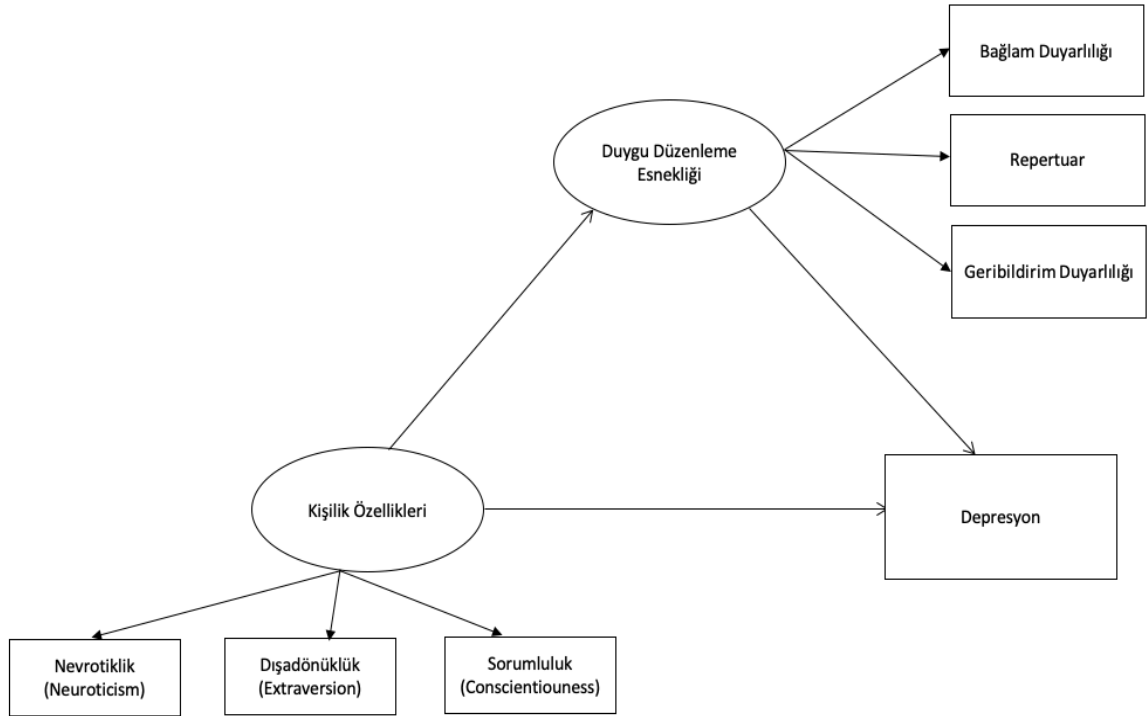 Bağlam Duyarlılığı
Duygu Düzenleme
Esnekliği
Repertuar
Geribildirim Duyarlılığı
Kişilik Özellikleri
Depresyon
Nevrotiklik
(Neuroticism)
Dışadönüklük
(Extraversion)
Sorumluluk
(Conscientiouness)